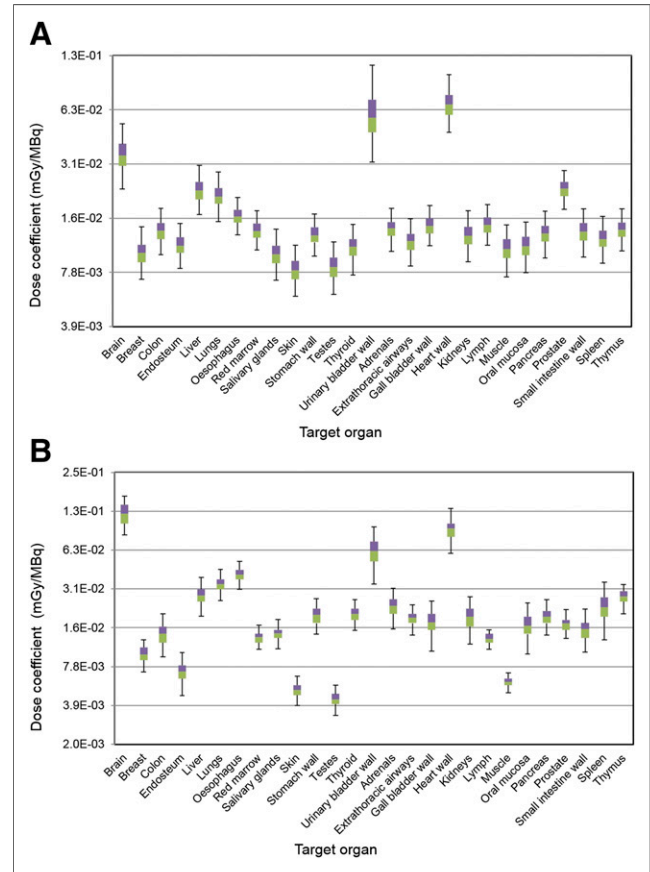 A
1.3E-01
6.3E-02
3.1E-02
1.6E-02
7.8E-03
3.9E-03
Dose coefficient (mGy/MBq)
Brain
Breast
Colon
Endosteum
Liver
Lungs
Oesophagus
Red marrow
Salivary glands
Skin
Stomach wall
Testes
Thyroid
Urinary bladder wall
Adrenals
Extrathoracic airways
Gall bladder wall
Heart wall
Kidneys
Lymph
Muscle
Oral mucosa
Pancreas
Prostate
Small intestine wall
Spleen
Thymus
Target organ
B
2.5E-01
1.3E-01
6.3E-02
3.1E-02
1.6E-02
7.8E-03
3.9E-03
2.0E-03
Dose coefficient (mGy/MBq)
Brain
Breast
Colon
Endosteum
Liver
Lungs
Oesophagus
Red marrow
Salivary glands
Skin
Stomach wall
Testes
Thyroid
Urinary bladder wall
Adrenals
Extrathoracic airways
Gall bladder wall
Heart wall
Kidneys
Lymph
Muscle
Oral mucosa
Pancreas
Prostate
Small intestine wall
Spleen
Thymus
Target organ